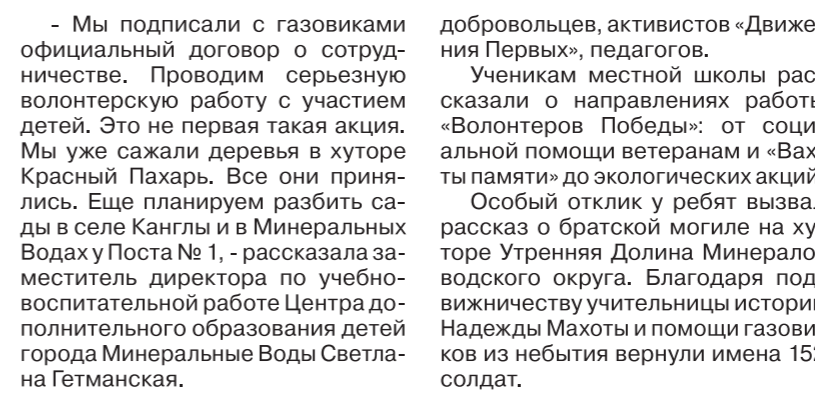 - Мы подписали с газовиками
официальный договор о сотруд-
ничестве. Проводим серьезную
волонтерскую работу с участием
детей. Это не первая такая акция.
Мы уже сажали деревья в хуторе
Красный Пахарь. Все они приня-
лись. Еще планируем разбить са-
ды в селе Канглы и в Минеральных
Водах у Поста № 1, - рассказала за-
меститель директора по учебно-
воспитательной работе Центра до-
полнительного образования детей
города Минеральные Воды Светла-
на Гетманская.
добровольцев, активистов «Движе
ния Первых», педагогов.
Ученикам местной школы рас
сказали о направлениях работы
«Волонтеров Победы»: от соци
альной помощи ветеранам и «Вах
ты памяти» до экологических акций
Особый отклик у ребят вызвал
рассказ о братской могиле на ху
торе Утренняя Долина Минерало
водского округа. Благодаря под
вижничеству учительницы истории
Надежды Махоты и помощи газови
ков из небытия вернули имена 152
солдат.